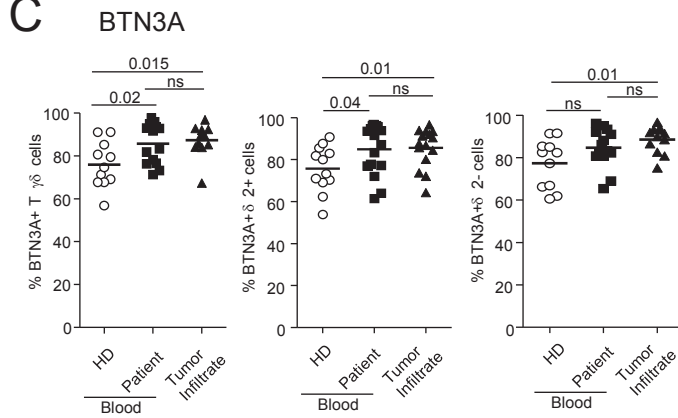 C BTN3A
0.015
ns
0.02
% BTN3A+ T γδ cells
100
80
60
40
20
0
HD
Patient
Tumor
Infiltrate
Blood
0.01
ns
0.04
% BTN3A+δ 2+ cells
100
80
60
40
20
0
HD
Patient
Tumor
Infiltrate
Blood
0.01
ns
ns
% BTN3A+δ 2- cells
100
80
60
40
20
0
HD
Patient
Tumor
Infiltrate
Blood